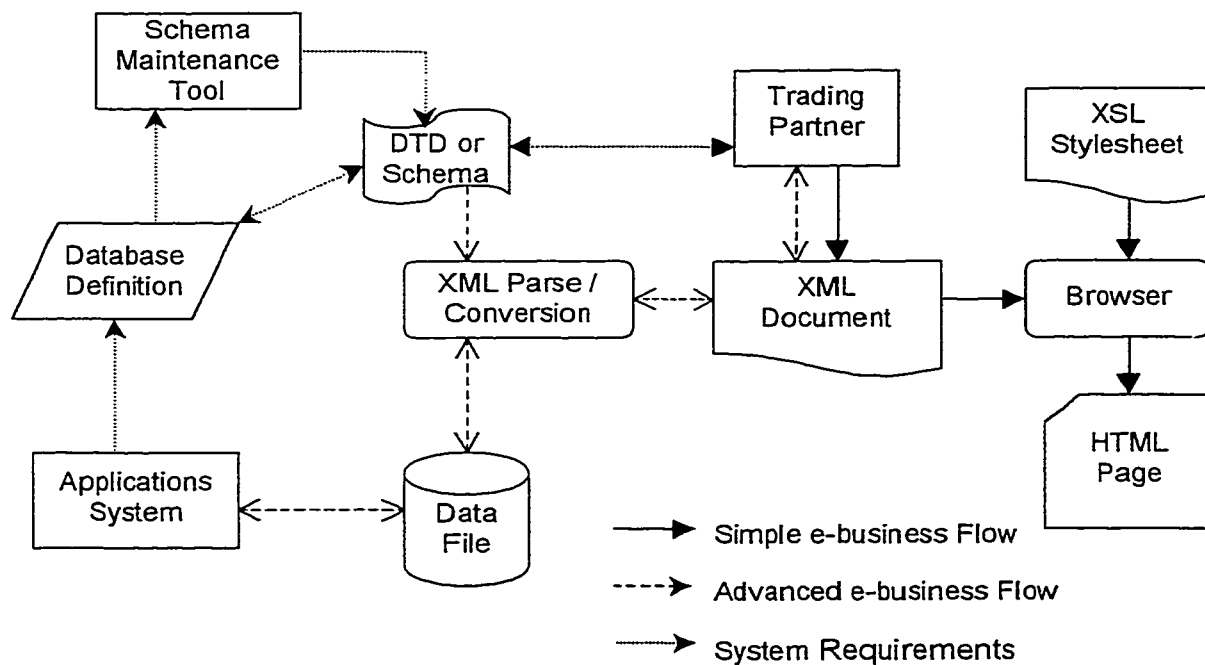 Schema
Maintenance
Tool
DTD or
Schema
Trading
Partner
XSL
Stylesheet
Database
Definition
XML Parse /
Conversion
XML
Document
Browser
Applications
System
Data
File
HTML
Page
Simple e-business Flow
Advanced e-business Flow
System Requirements